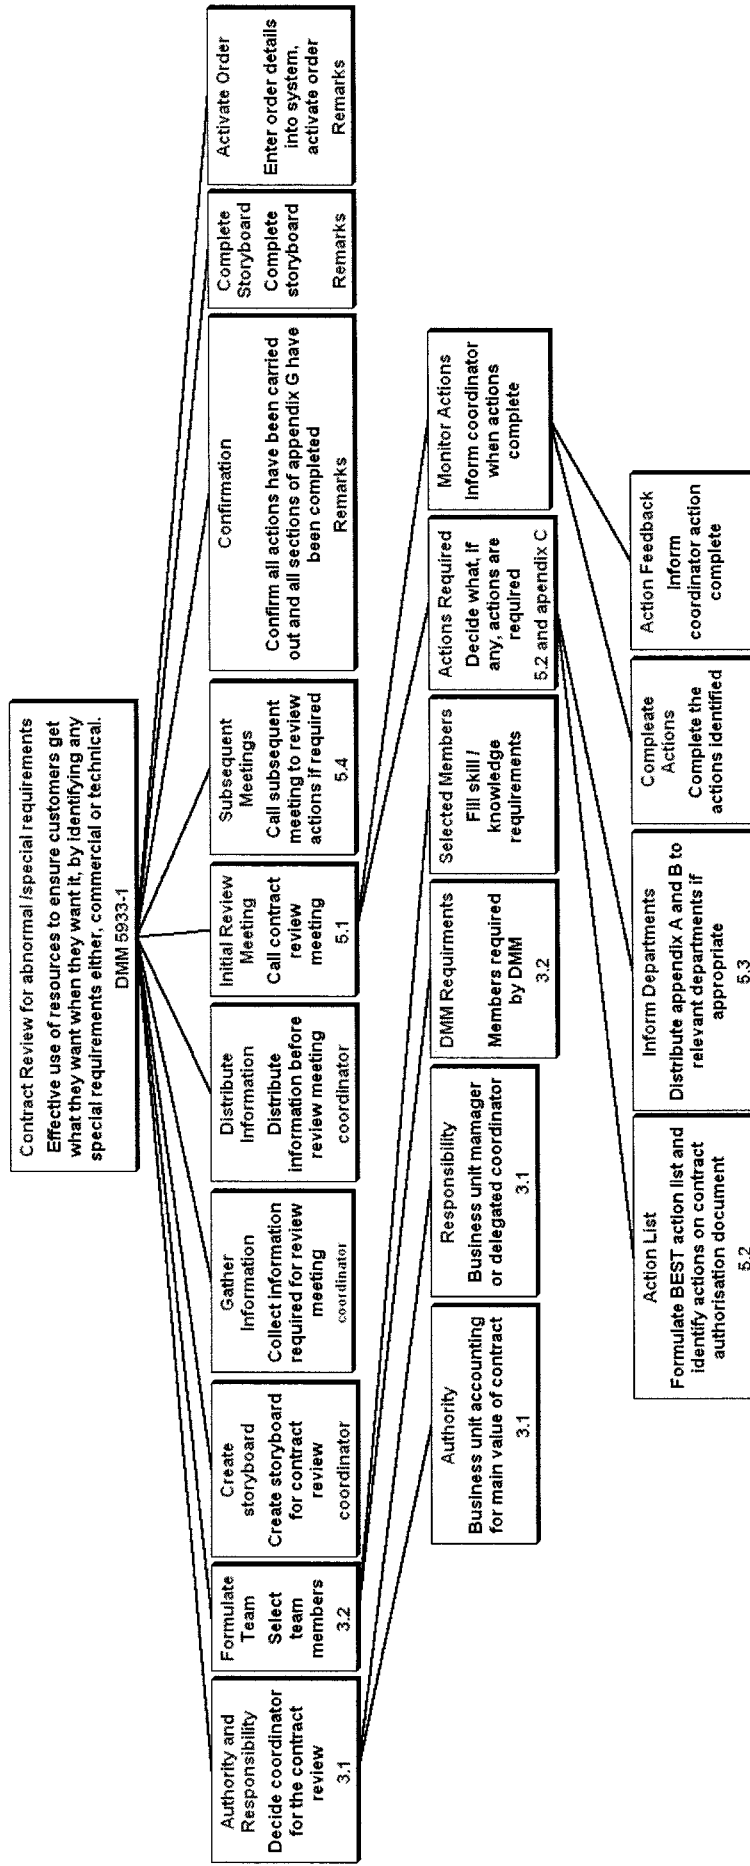 Contract Review for abnormal /special requirements
Effective use of resources to ensure customers get
what they want when they want it, by identifying any
special requirements either, commercial or technical.
DMM 5933-1
Authority and
Responsibility
Decide coordinator
for the contract
review
3.1
Formulate
Team
Select
team
members
3.2
Create
storyboard
Create storyboard
for contract
review
coordinator
Gather
Information
Collect information
required for review
meeting
coordinator
Distribute
Information
Distribute
information before
review meeting
coordinator
Initial Review
Meeting
Call contract
review
meeting
5.1
Subsequent
Meetings
Call subsequent
meeting to review
actions if required
5.4
Confirmation
Confirm all actions have been carried
out and all sections of appendix G have
been completed
Remarks
Complete
Storyboard
Complete
storyboard
Remarks
Activate Order
Enter order details
into system,
activate order
Remarks
Authority
Business unit accounting
for main value of contract
3.1
Responsibility
Business unit mamager
or delegated coordinator
3.1
DMM Requirments
Members required
by DMM
3.2
Selected Members
Fill skill /
knowledge
requirements
Actions Required
Decide what, if
any, actions are
required
5.2 and apendix C
Monitor Actions
Inform coordinator
when actions
complete
Action List
Formulate BEST action list and
identify actions on contract
authorisation document
5.2
Inform Departments
Distribute appendix A and B to
relevant departments if
appropriate
5.3
Compleate
Actions
Complete the
actions identified
Action Feedback
Inform
coordinator action
complete